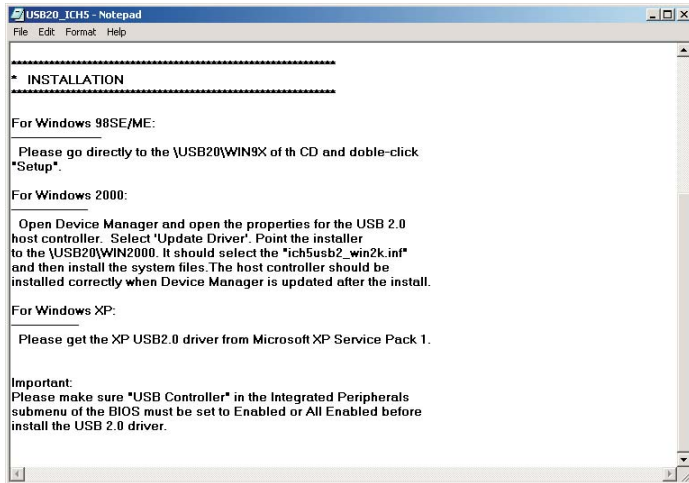 USB20_ICH5 - Notepad
File Edit Format Help
*******************************************************************
* INSTALLATION
*******************************************************************
For Windows 98SE/ME:
Please go directly to the \USB20\WIN9X of th CD and doble-click
"Setup".
For Windows 2000:
Open Device Manager and open the properties for the USB 2.0
host controller. Select 'Update Driver'. Point the installer
to the \USB20\WIN2000. It should select the "ich5usb2_win2k.inf"
and then install the system files.The host controller should be
installed correctly when Device Manager is updated after the install.
For Windows XP:
Please get the XP USB2.0 driver from Microsoft XP Service Pack 1.
Important:
Please make sure "USB Controller" in the Integrated Peripherals
submenu of the BIOS must be set to Enabled or All Enabled before
install the USB 2.0 driver.